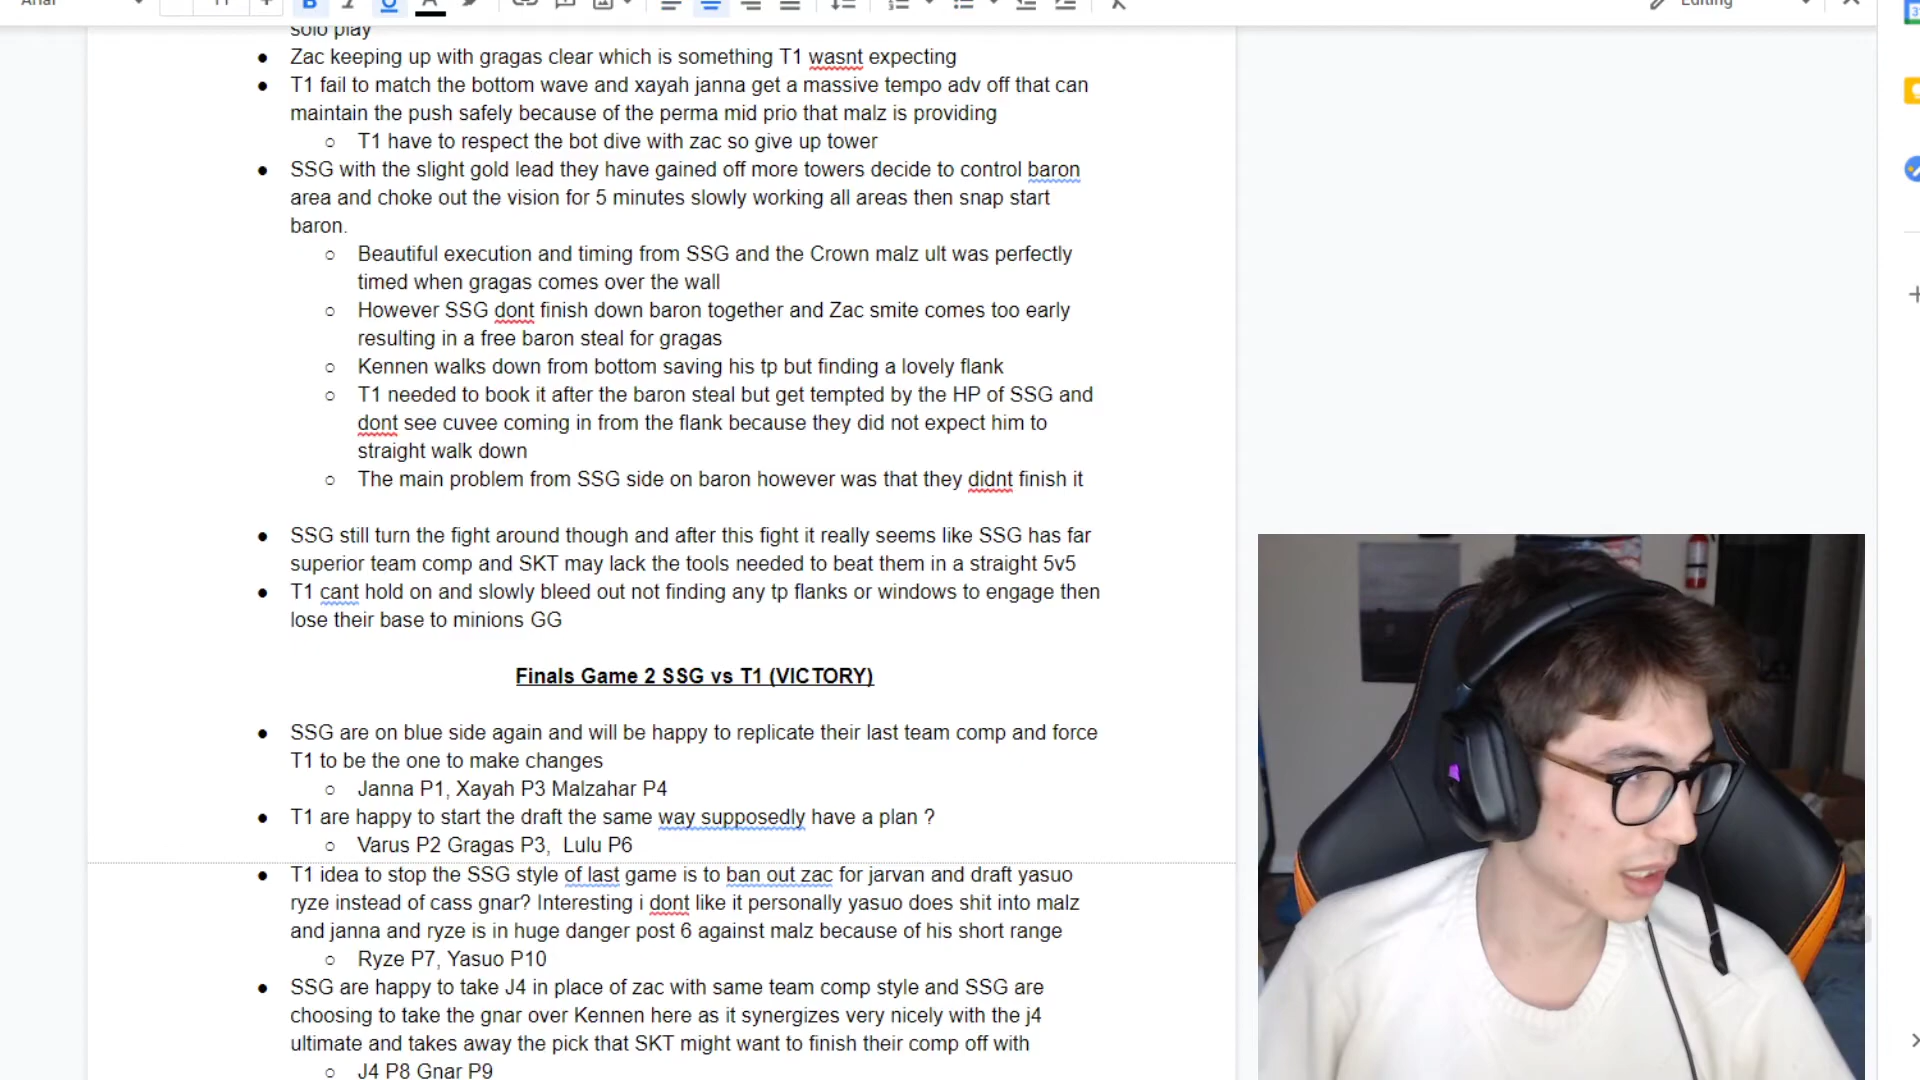 Arial
11
Editing
solo play
● Zac keeping up with gragas clear which is something T1 wasnt expecting
● T1 fail to match the bottom wave and xayah janna get a massive tempo adv off that can
maintain the push safely because of the perma mid prio that malz is providing
○ T1 have to respect the bot dive with zac so give up tower
● SSG with the slight gold lead they have gained off more towers decide to control baron
area and choke out the vision for 5 minutes slowly working all areas then snap start
baron.
○ Beautiful execution and timing from SSG and the Crown malz ult was perfectly
timed when gragas comes over the wall
○ However SSG dont finish down baron together and Zac smite comes too early
resulting in a free baron steal for gragas
○ Kennen walks down from bottom saving his tp but finding a lovely flank
○ T1 needed to book it after the baron steal but get tempted by the HP of SSG and
dont see cuvee coming in from the flank because they did not expect him to
straight walk down
○ The main problem from SSG side on baron however was that they didnt finish it
● SSG still turn the fight around though and after this fight it really seems like SSG has far
superior team comp and SKT may lack the tools needed to beat them in a straight 5v5
● T1 cant hold on and slowly bleed out not finding any tp flanks or windows to engage then
lose their base to minions GG
Finals Game 2 SSG vs T1 (VICTORY)
● SSG are on blue side again and will be happy to replicate their last team comp and force
T1 to be the one to make changes
○ Janna P1, Xayah P3 Malzahar P4
● T1 are happy to start the draft the same way supposedly have a plan ?
○ Varus P2 Gragas P3,  Lulu P6
● T1 idea to stop the SSG style of last game is to ban out zac for jarvan and draft yasuo
ryze instead of cass gnar? Interesting i dont like it personally yasuo does shit into malz
and janna and ryze is in huge danger post 6 against malz because of his short range
○ Ryze P7, Yasuo P10
● SSG are happy to take J4 in place of zac with same team comp style and SSG are
choosing to take the gnar over Kennen here as it synergizes very nicely with the j4
ultimate and takes away the pick that SKT might want to finish their comp off with
○ J4 P8 Gnar P9